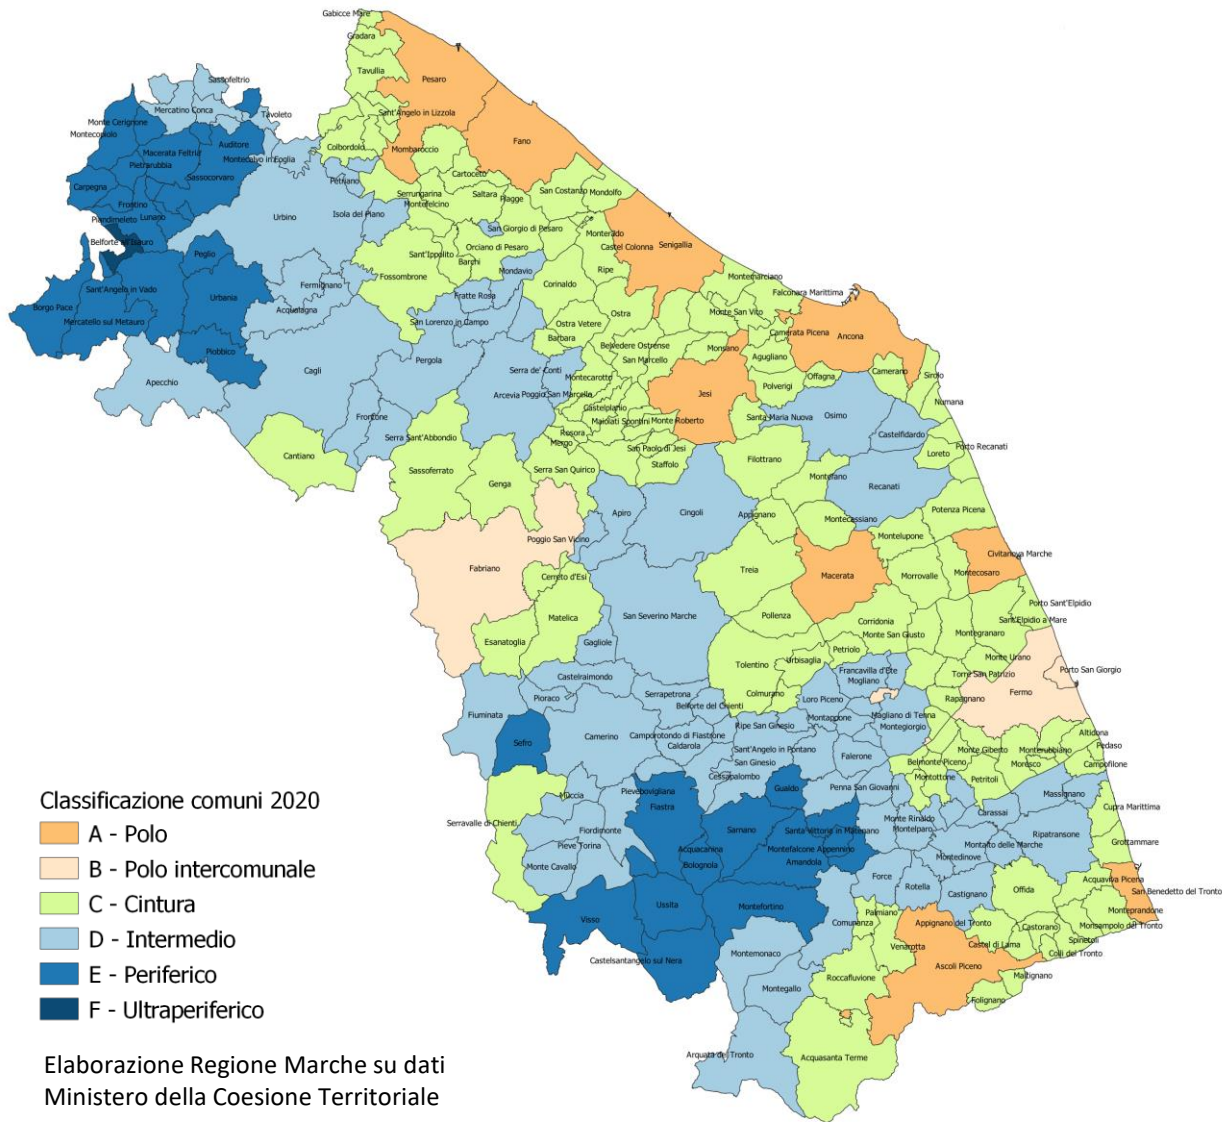 Gabicce Mare
Gradara
Tavullia
Pesaro
Sassofeltrio
Mercatino Conca
Tavoleto
Monte Cerignone
Montecopiolo
Sant'Angelo in Lizzola
Auditore
Fano
Macerata Feltria
Montecalvo in Foglia
Colbordolo
Mombaroccio
Pietrarubbia
Sassocorvaro
Cartoceto
Petriano
Carpegna
Serrungarina
Saltara
Piagge
San Costanzo
Mondolfo
Frontino
Montefelcino
Piandimeleto
Lunano
Urbino
Isola del Piano
San Giorgio di Pesaro
Monterado
Belforte all'Isauro
Castel Colonna
Senigallia
Peglio
Sant'Ippolito
Orciano di Pesaro
Barchi
Mondavio
Ripe
Montemarciano
Fossombrone
Sant'Angelo in Vado
Urbania
Fermignano
Corinaldo
Fratte Rosa
Falconara Marittima
Borgo Pace
Acqualagna
Ostra
Monte San Vito
Mercatello sul Metauro
San Lorenzo in Campo
Ostra Vetere
Camerata Picena
Ancona
Barbara
Belvedere Ostrense
Monsano
Piobbico
Pergola
San Marcello
Agugliano
Apecchio
Cagli
Serra de' Conti
Montecarotto
Offagna
Camerano
Sirolo
Polverigi
Arcevia
Poggio San Marcello
Jesi
Numana
Castelplanio
Frontone
Maiolati Spontini
Monte Roberto
Santa Maria Nuova
Osimo
Serra Sant'Abbondio
Rosora
Mergo
Castelfidardo
Porto Recanati
Cantiano
San Paolo di Jesi
Filottrano
Loreto
Sassoferrato
Genga
Serra San Quirico
Staffolo
Montefano
Recanati
Apiro
Cingoli
Appignano
Montecassiano
Potenza Picena
Poggio San Vicino
Montelupone
Civitanova Marche
Fabriano
Treia
Macerata
Morrovalle
Montecosaro
Cerreto d'Esi
Porto Sant'Elpidio
Matelica
San Severino Marche
Pollenza
Corridonia
Sant'Elpidio a Mare
Esanatoglia
Gagliole
Monte San Giusto
Montegranaro
Petriolo
Monte Urano
Tolentino
Urbisaglia
Francavilla d'Ete
Mogliano
Torre San Patrizio
Porto San Giorgio
Castelraimondo
Serrapetrona
Colmurano
Loro Piceno
Rapagnano
Fermo
Pioraco
Belforte del Chienti
Fiuminata
Montappone
Magliano di Tenna
Ripe San Ginesio
Montegiorgio
Altidona
Sefro
Camerino
Camporotondo di Fiastrone
Caldarola
Sant'Angelo in Pontano
Monte Giberto
Monterubbiano
Pedaso
San Ginesio
Falerone
Belmonte Piceno
Moresco
Campofilone
Cessapalombo
Montottone
Petritoli
Pievebovigliana
Gualdo
Penna San Giovanni
Massignano
Muccia
Fiastra
Cupra Marittima
Carassai
Serravalle di Chienti
Fiordimonte
Sarnano
Santa Vittoria in Matenano
Monte Rinaldo
Montelparo
Ripatransone
Pieve Torina
Acquacanina
Montefalcone Appennino
Montalto delle Marche
Grottammare
Monte Cavallo
Bolognola
Amandola
Montedinove
Force
Acquaviva Picena
Rotella
Castignano
Offida
San Benedetto del Tronto
Ussita
Montefortino
Palmiano
Monteprandone
Visso
Comunanza
Appignano del Tronto
Castorano
Monsampolo del Tronto
Venarotta
Castel di Lama
Spinetoli
Montemonaco
Colli del Tronto
Castelsantangelo sul Nera
Ascoli Piceno
Roccafluvione
Maltignano
Montegallo
Folignano
Arquata del Tronto
Acquasanta Terme
Classificazione comuni 2020
A - Polo
B - Polo intercomunale
C - Cintura
D - Intermedio
E - Periferico
F - Ultraperiferico
Elaborazione Regione Marche su dati
Ministero della Coesione Territoriale